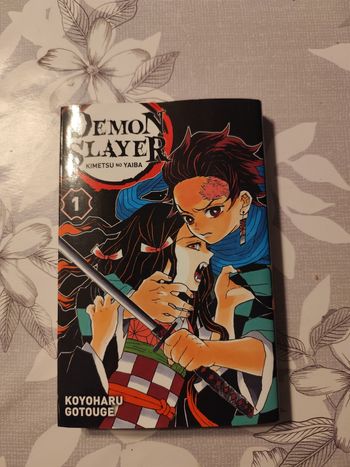 DEMON
SLAYER
KIMETSU NO YAIBA
1
KOYOHARU
GOTOUGE